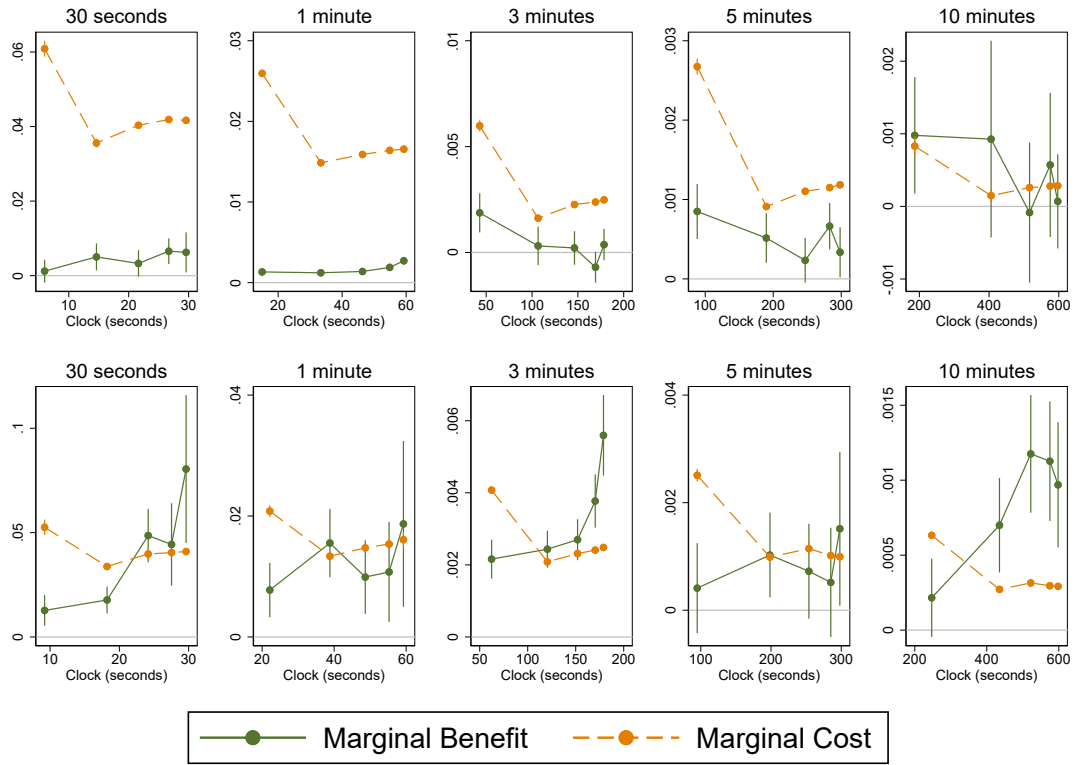 30 seconds
.06
.04
.02
0
10 20 30
Clock (seconds)
1 minute
.03
.02
.01
0
20 40 60
Clock (seconds)
3 minutes
.01
.005
0
50 100 150 200
Clock (seconds)
5 minutes
.003
.002
.001
0
100 200 300
Clock (seconds)
10 minutes
.002
.001
0
-.001
200 400 600
Clock (seconds)
30 seconds
.1
.05
0
10 20 30
Clock (seconds)
1 minute
.04
.02
0
20 40 60
Clock (seconds)
3 minutes
.006
.004
.002
0
50 100 150 200
Clock (seconds)
5 minutes
.004
.002
0
100 200 300
Clock (seconds)
10 minutes
.0015
.001
.0005
0
200 400 600
Clock (seconds)
Marginal Benefit Marginal Cost